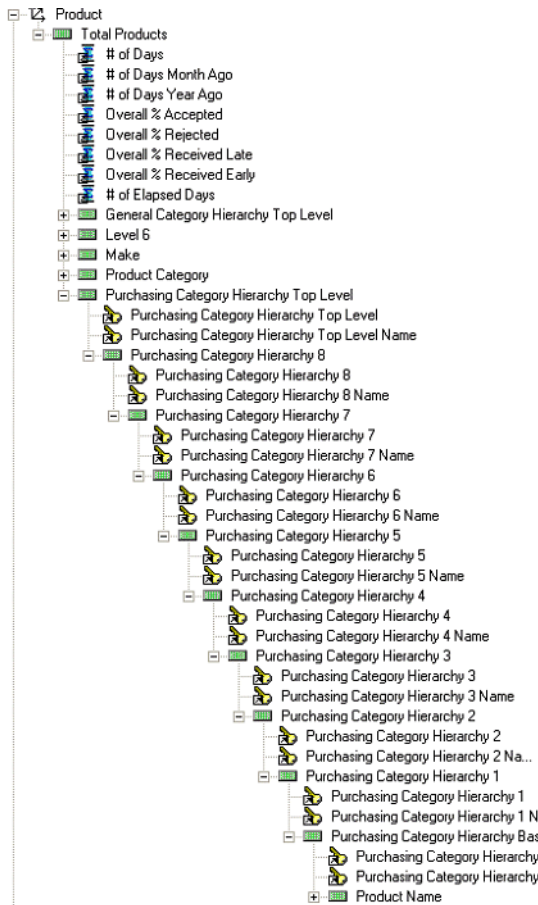 Product
Total Products
# of Days
# of Days Month Ago
# of Days Year Ago
Overall % Accepted
Overall % Rejected
Overall % Received Late
Overall % Received Early
# of Elapsed Days
General Category Hierarchy Top Level
Level 6
Make
Product Category
Purchasing Category Hierarchy Top Level
Purchasing Category Hierarchy Top Level
Purchasing Category Hierarchy Top Level Name
Purchasing Category Hierarchy 8
Purchasing Category Hierarchy 8
Purchasing Category Hierarchy 8 Name
Purchasing Category Hierarchy 7
Purchasing Category Hierarchy 7
Purchasing Category Hierarchy 7 Name
Purchasing Category Hierarchy 6
Purchasing Category Hierarchy 6
Purchasing Category Hierarchy 6 Name
Purchasing Category Hierarchy 5
Purchasing Category Hierarchy 5
Purchasing Category Hierarchy 5 Name
Purchasing Category Hierarchy 4
Purchasing Category Hierarchy 4
Purchasing Category Hierarchy 4 Name
Purchasing Category Hierarchy 3
Purchasing Category Hierarchy 3
Purchasing Category Hierarchy 3 Name
Purchasing Category Hierarchy 2
Purchasing Category Hierarchy 2
Purchasing Category Hierarchy 2 Na...
Purchasing Category Hierarchy 1
Purchasing Category Hierarchy 1
Purchasing Category Hierarchy 1 N
Purchasing Category Hierarchy Bas
Purchasing Category Hierarchy
Purchasing Category Hierarchy
Product Name